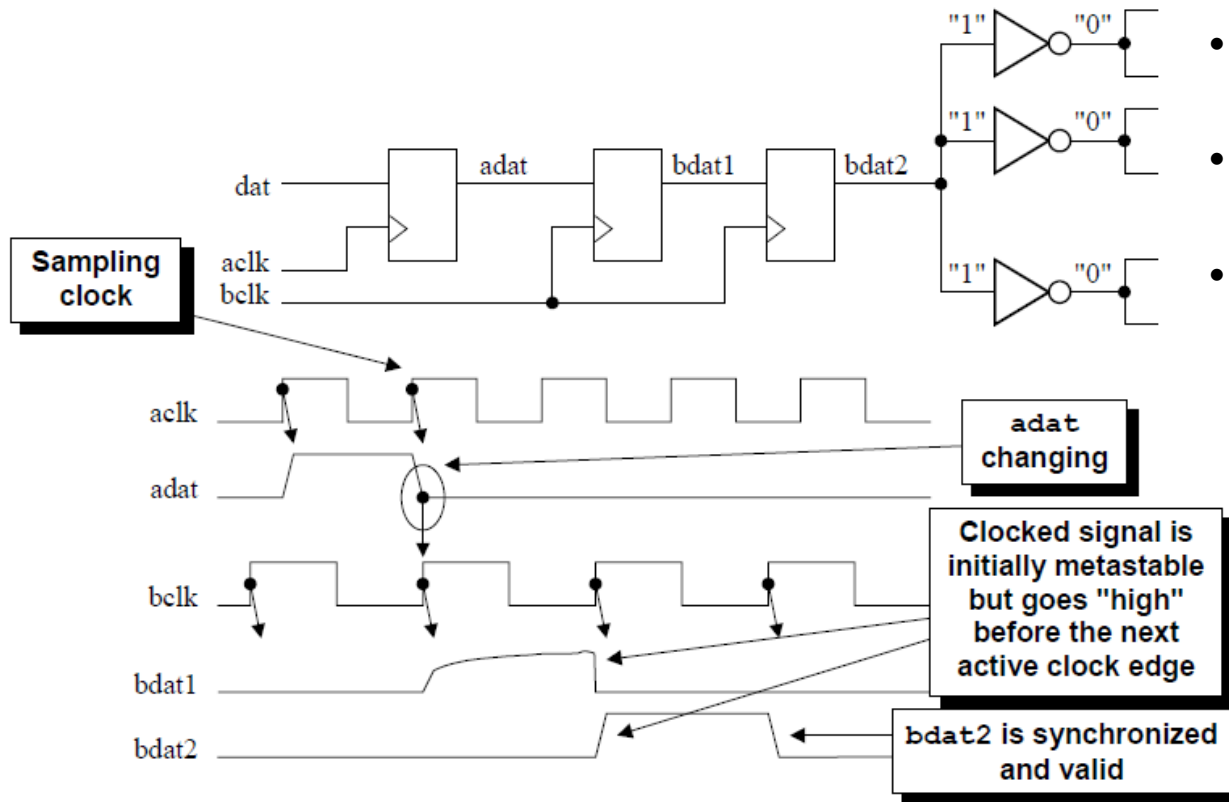 "1" "0"
"1" "0"
adat bdat1 bdat2
dat
aclk
bclk
"1" "0"
Sampling
clock
aclk
adat
changing
adat
Clocked signal is
initially metastable
but goes "high"
before the next
active clock edge
bclk
bdat1
bdat2
bdat2 is synchronized
and valid